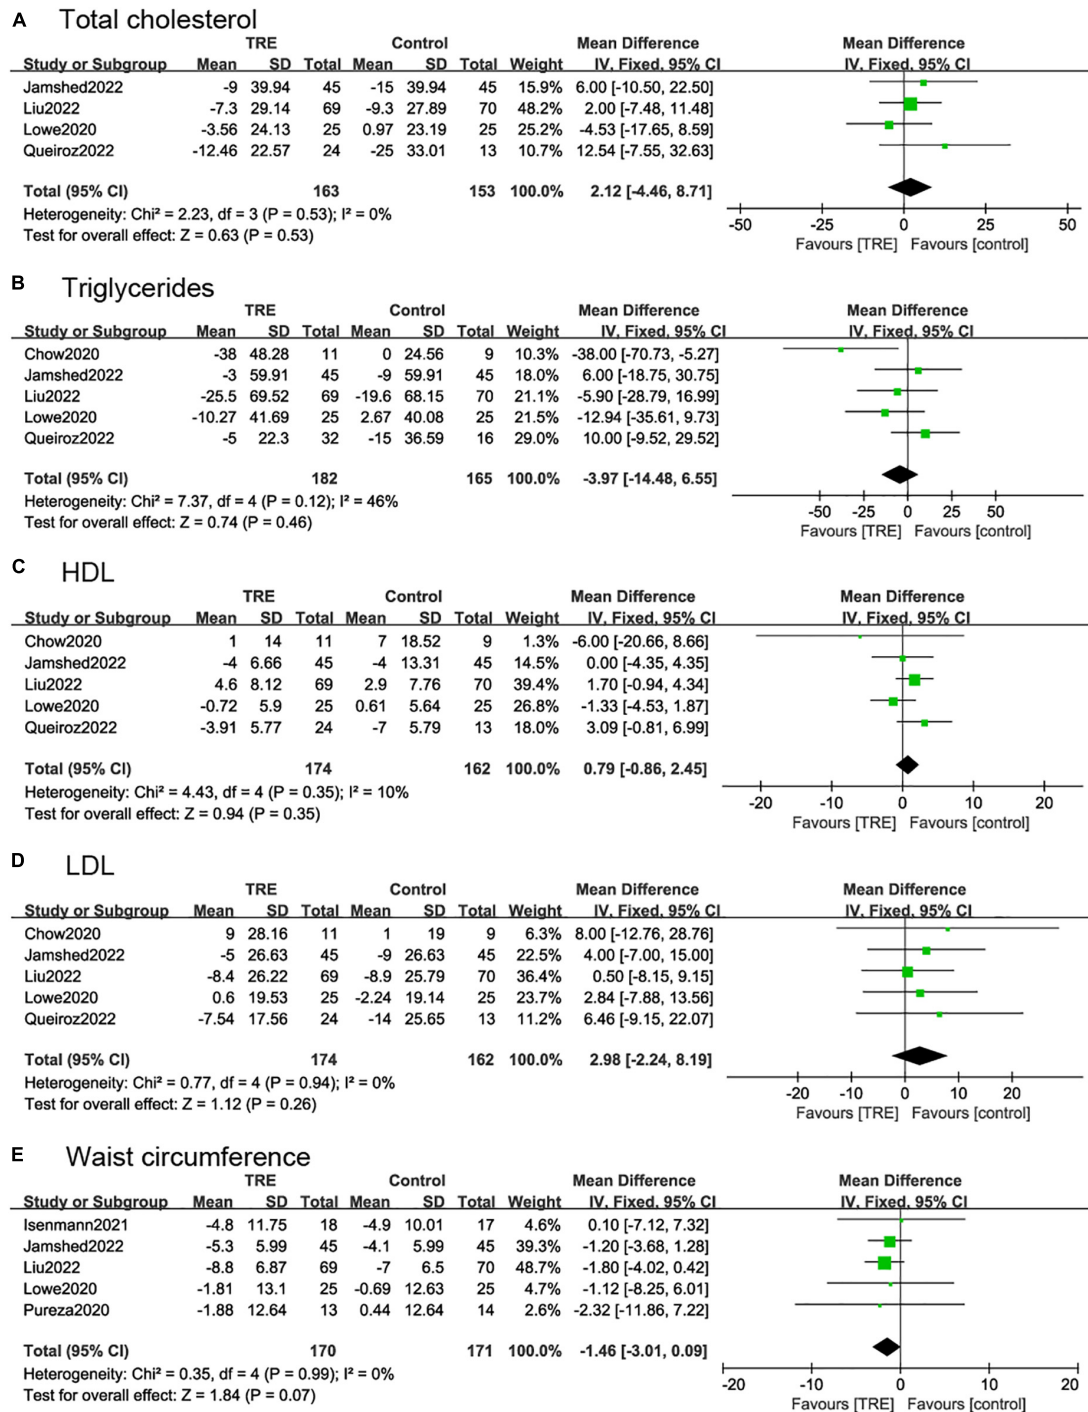 A Total cholesterol
TRE Control Mean Difference Mean Difference
Study or Subgroup Mean SD Total Mean SD Total Weight IV, Fixed, 95% CI IV, Fixed, 95% CI
Jamshed2022 -9 39.94 45 -15 39.94 45 15.9% 6.00 [-10.50, 22.50]
Liu2022 -7.3 29.14 69 -9.3 27.89 70 48.2% 2.00 [-7.48, 11.48]
Lowe2020 -3.56 24.13 25 0.97 23.19 25 25.2% -4.53 [-17.65, 8.59]
Queiroz2022 -12.46 22.57 24 -25 33.01 13 10.7% 12.54 [-7.55, 32.63]
Total (95% CI) 163 153 100.0% 2.12 [-4.46, 8.71]
Heterogeneity: Chi² = 2.23, df = 3 (P = 0.53); I² = 0%
Test for overall effect: Z = 0.63 (P = 0.53)
-50 -25 0 25 50
Favours [TRE] Favours [control]
B Triglycerides
TRE Control Mean Difference Mean Difference
Study or Subgroup Mean SD Total Mean SD Total Weight IV, Fixed, 95% CI IV, Fixed, 95% CI
Chow2020 -38 48.28 11 0 24.56 9 10.3% -38.00 [-70.73, -5.27]
Jamshed2022 -3 59.91 45 -9 59.91 45 18.0% 6.00 [-18.75, 30.75]
Liu2022 -25.5 69.52 69 -19.6 68.15 70 21.1% -5.90 [-28.79, 16.99]
Lowe2020 -10.27 41.69 25 2.67 40.08 25 21.5% -12.94 [-35.61, 9.73]
Queiroz2022 -5 22.3 32 -15 36.59 16 29.0% 10.00 [-9.52, 29.52]
Total (95% CI) 182 165 100.0% -3.97 [-14.48, 6.55]
Heterogeneity: Chi² = 7.37, df = 4 (P = 0.12); I² = 46%
Test for overall effect: Z = 0.74 (P = 0.46)
-50 -25 0 25 50
Favours [TRE] Favours [control]
C HDL
TRE Control Mean Difference Mean Difference
Study or Subgroup Mean SD Total Mean SD Total Weight IV, Fixed, 95% CI IV, Fixed, 95% CI
Chow2020 1 14 11 7 18.52 9 1.3% -6.00 [-20.66, 8.66]
Jamshed2022 -4 6.66 45 -4 13.31 45 14.5% 0.00 [-4.35, 4.35]
Liu2022 4.6 8.12 69 2.9 7.76 70 39.4% 1.70 [-0.94, 4.34]
Lowe2020 -0.72 5.9 25 0.61 5.64 25 26.8% -1.33 [-4.53, 1.87]
Queiroz2022 -3.91 5.77 24 -7 5.79 13 18.0% 3.09 [-0.81, 6.99]
Total (95% CI) 174 162 100.0% 0.79 [-0.86, 2.45]
Heterogeneity: Chi² = 4.43, df = 4 (P = 0.35); I² = 10%
Test for overall effect: Z = 0.94 (P = 0.35)
-20 -10 0 10 20
Favours [TRE] Favours [control]
D LDL
TRE Control Mean Difference Mean Difference
Study or Subgroup Mean SD Total Mean SD Total Weight IV, Fixed, 95% CI IV, Fixed, 95% CI
Chow2020 9 28.16 11 1 19 9 6.3% 8.00 [-12.76, 28.76]
Jamshed2022 -5 26.63 45 -9 26.63 45 22.5% 4.00 [-7.00, 15.00]
Liu2022 -8.4 26.22 69 -8.9 25.79 70 36.4% 0.50 [-8.15, 9.15]
Lowe2020 0.6 19.53 25 -2.24 19.14 25 23.7% 2.84 [-7.88, 13.56]
Queiroz2022 -7.54 17.56 24 -14 25.65 13 11.2% 6.46 [-9.15, 22.07]
Total (95% CI) 174 162 100.0% 2.98 [-2.24, 8.19]
Heterogeneity: Chi² = 0.77, df = 4 (P = 0.94); I² = 0%
Test for overall effect: Z = 1.12 (P = 0.26)
-20 -10 0 10 20
Favours [TRE] Favours [control]
E Waist circumference
TRE Control Mean Difference Mean Difference
Study or Subgroup Mean SD Total Mean SD Total Weight IV, Fixed, 95% CI IV, Fixed, 95% CI
Isenmann2021 -4.8 11.75 18 -4.9 10.01 17 4.6% 0.10 [-7.12, 7.32]
Jamshed2022 -5.3 5.99 45 -4.1 5.99 45 39.3% -1.20 [-3.68, 1.28]
Liu2022 -8.8 6.87 69 -7 6.5 70 48.7% -1.80 [-4.02, 0.42]
Lowe2020 -1.81 13.1 25 -0.69 12.63 25 4.7% -1.12 [-8.25, 6.01]
Pureza2020 -1.88 12.64 13 0.44 12.64 14 2.6% -2.32 [-11.86, 7.22]
Total (95% CI) 170 171 100.0% -1.46 [-3.01, 0.09]
Heterogeneity: Chi² = 0.35, df = 4 (P = 0.99); I² = 0%
Test for overall effect: Z = 1.84 (P = 0.07)
-20 -10 0 10 20
Favours [TRE] Favours [control]